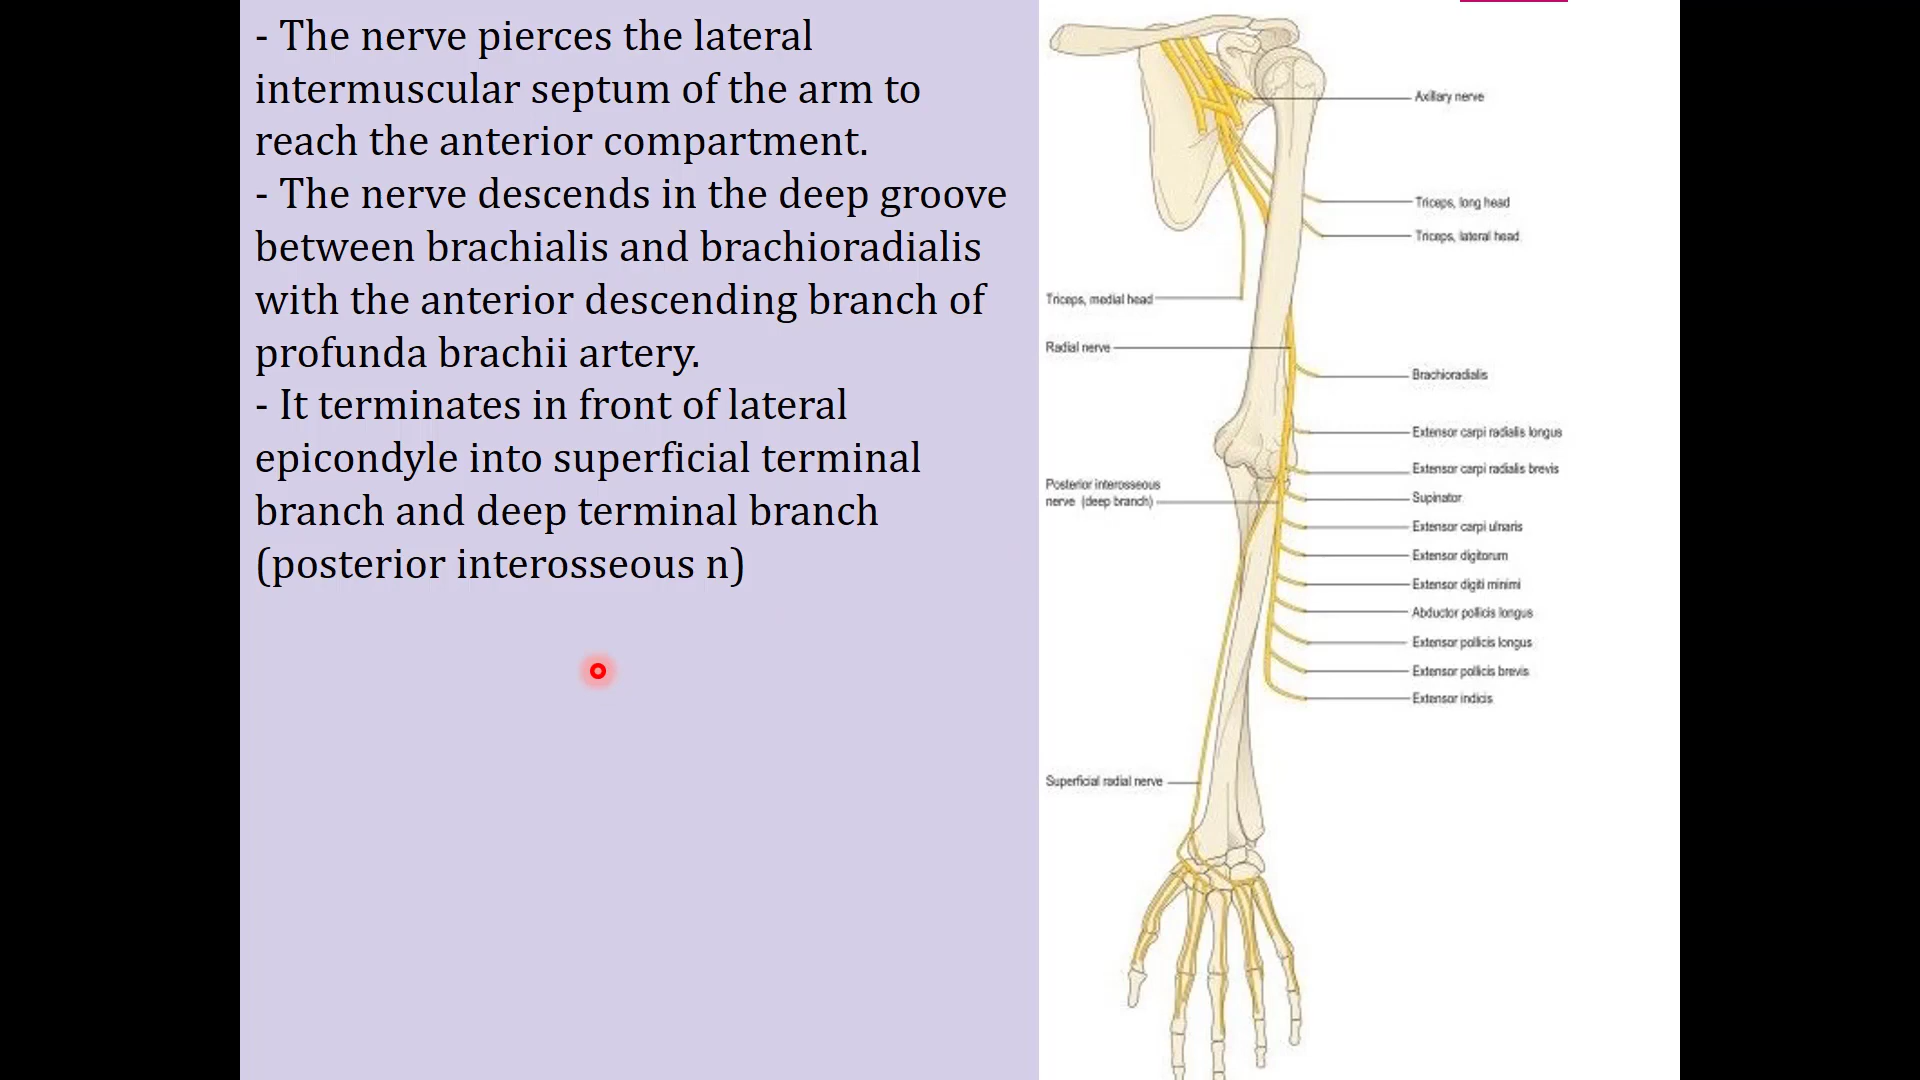 - The nerve pierces the lateral
intermuscular septum of the arm to
reach the anterior compartment.
- The nerve descends in the deep groove
between brachialis and brachioradialis
with the anterior descending branch of
profunda brachii artery.
- It terminates in front of lateral
epicondyle into superficial terminal
branch and deep terminal branch
(posterior interosseous n)
Axillary nerve
Triceps, long head
Triceps, lateral head
Triceps, medial head
Radial nerve
Brachioradialis
Extensor carpi radialis longus
Extensor carpi radialis brevis
Posterior interosseous
nerve (deep branch)
Supinator
Extensor carpi ulnaris
Extensor digitorum
Extensor digiti minimi
Abductor pollicis longus
Extensor pollicis longus
Extensor pollicis brevis
Extensor indicis
Superficial radial nerve